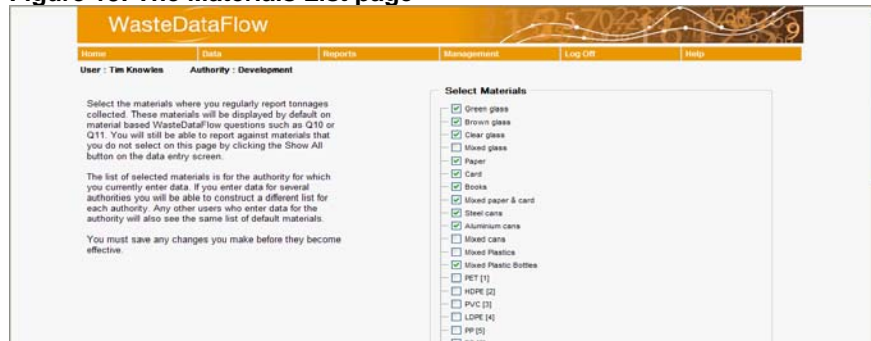 Figure 15: The Materials List page
WasteDataFlow
Home Data Reports Management Log Off Help
User : Tim Knowles Authority : Development
Select the materials where you regularly report tonnages
collected. These materials will be displayed by default on
material based WasteDataFlow questions such as Q10 or
Q11. You will still be able to report against materials that
you do not select on this page by clicking the Show All
button on the data entry screen.
The list of selected materials is for the authority for which
you currently enter data. If you enter data for several
authorities you will be able to construct a different list for
each authority. Any other users who enter data for the
authority will also see the same list of default materials.
You must save any changes you make before they become
effective.
Select Materials
Green glass
Brown glass
Clear glass
Mixed glass
Paper
Card
Books
Mixed paper & card
Steel cans
Aluminium cans
Mixed cans
Mixed Plastics
Mixed Plastic Bottles
PET [1]
HDPE [2]
PVC [3]
LDPE [4]
PP [5]